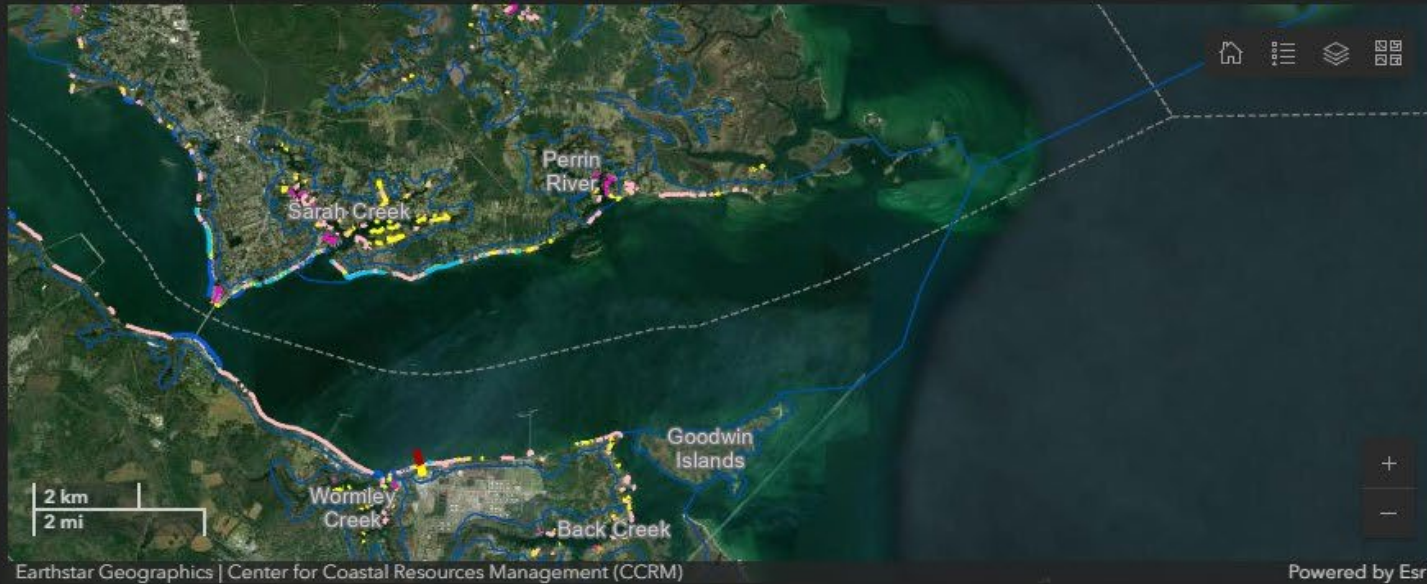 Perrin
River
Sarah Creek
Goodwin
Islands
Wormley
Creek
Back Creek
2 km
2 mi
+
−
Earthstar Geographics | Center for Coastal Resources Management (CCRM)
Powered by Esr